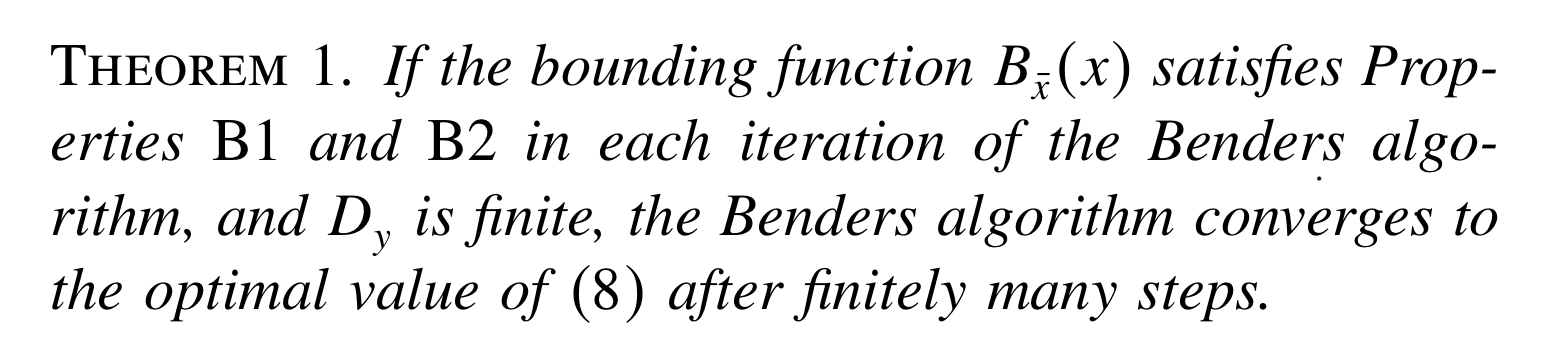 THEOREM 1. If the bounding function B_x̄(x) satisfies Prop-
erties B1 and B2 in each iteration of the Benders algo-
rithm, and D_y is finite, the Benders algorithm converges to
the optimal value of (8) after finitely many steps.